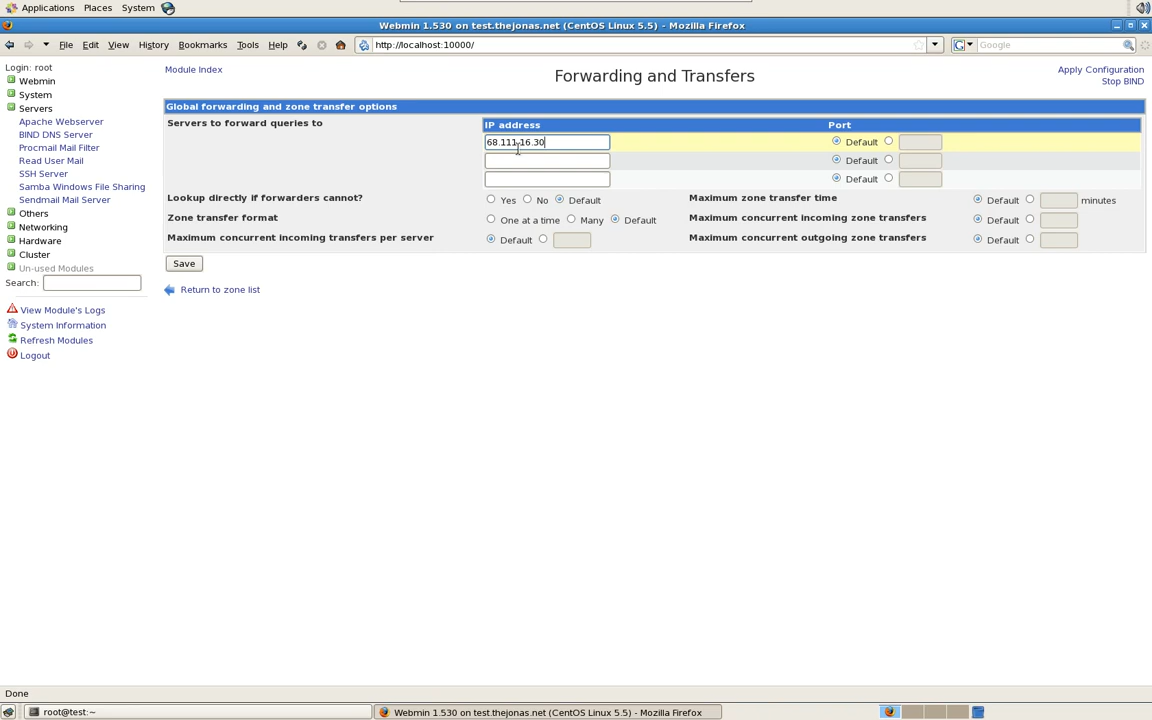 Applications Places System
Webmin 1.530 on test.thejonas.net (CentOS Linux 5.5) - Mozilla Firefox
File Edit View History Bookmarks Tools Help
http://localhost:10000/
Google
Login: root
Webmin
System
Servers
Apache Webserver
BIND DNS Server
Procmail Mail Filter
Read User Mail
SSH Server
Samba Windows File Sharing
Sendmail Mail Server
Others
Networking
Hardware
Cluster
Un-used Modules
Search:
View Module's Logs
System Information
Refresh Modules
Logout
Module Index
Forwarding and Transfers
Apply Configuration
Stop BIND
Global forwarding and zone transfer options
Servers to forward queries to
IP address Port
68.111.16.30 Default
Default
Default
Lookup directly if forwarders cannot? Yes No Default Maximum zone transfer time Default minutes
Zone transfer format One at a time Many Default Maximum concurrent incoming zone transfers Default
Maximum concurrent incoming transfers per server Default Maximum concurrent outgoing zone transfers Default
Save
Return to zone list
Done
root@test:~
Webmin 1.530 on test.thejonas.net (CentOS Linux 5.5) - Mozilla Firefox